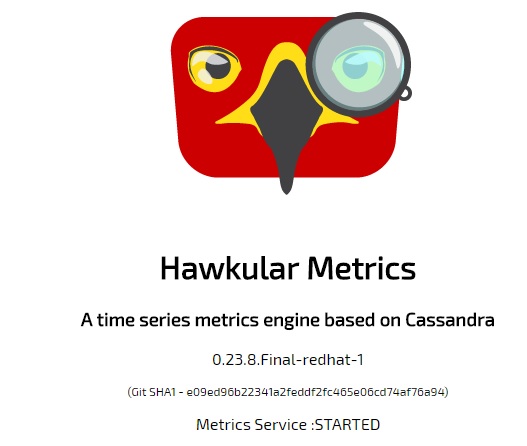 Hawkular Metrics
A time series metrics engine based on Cassandra
0.23.8.Final-redhat-1
(Git SHA1 - e09ed96b22341a2feddf2fc465e06cd74af76a94)
Metrics Service :STARTED